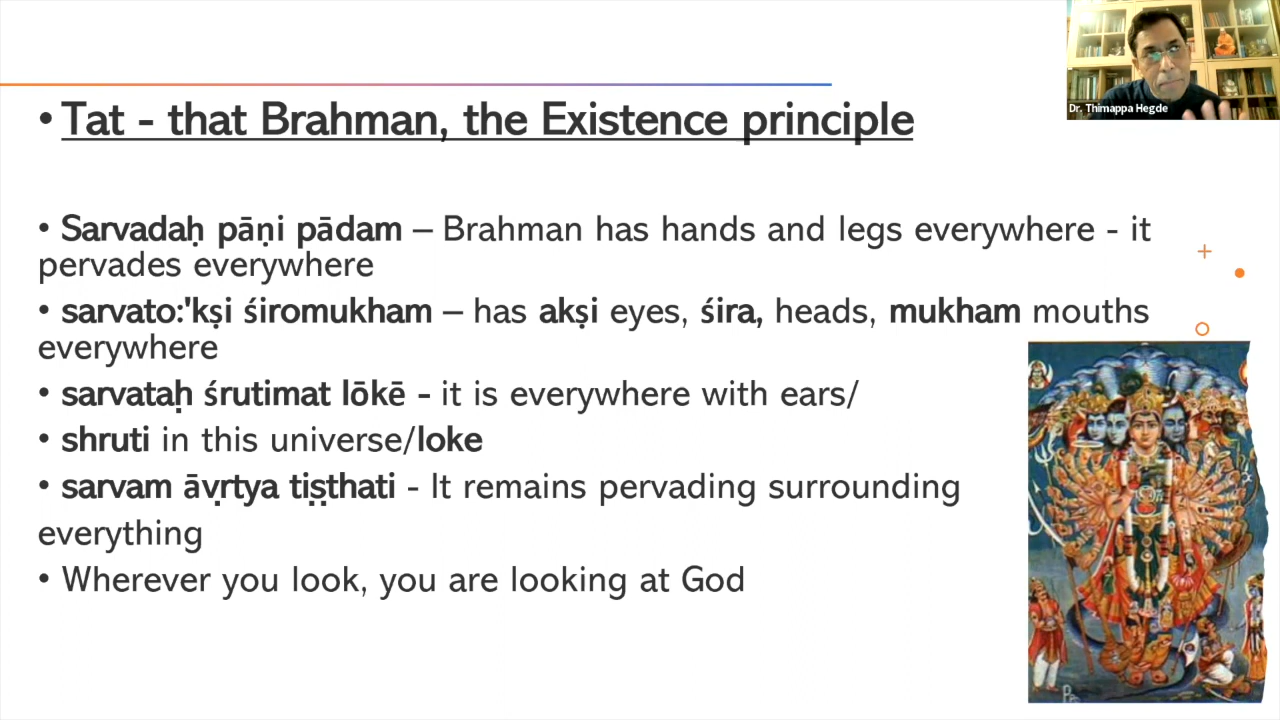 Dr. Thimappa Hegde
• Tat - that Brahman, the Existence principle
• Sarvadaḥ pāṇi pādam – Brahman has hands and legs everywhere - it
pervades everywhere
• sarvato:'kṣi śiromukham – has akṣi eyes, śira, heads, mukham mouths
everywhere
• sarvataḥ śrutimat lōkē - it is everywhere with ears/
• shruti in this universe/loke
• sarvam āvṛtya tiṣṭhati - It remains pervading surrounding
everything
• Wherever you look, you are looking at God